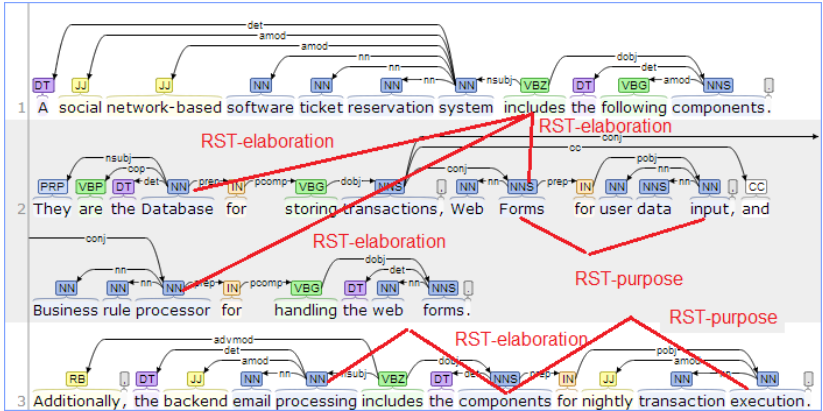 det
amod
amod
nn
nn
nn
nn
nsubj
dobj
det
amod
DT JJ JJ NN NN NN NN VBZ DT VBG NNS .
1 A social network-based software ticket reservation system includes the following components.
RST-elaboration
RST-elaboration
conj
cc
nsubj
cop
det
prep
pcomp
dobj
conj
nn
prep
pobj
nn
nn
PRP VBP DT NN IN VBG NNS , NN NNS IN NN NNS NN , CC
2 They are the Database for storing transactions, Web Forms for user data input, and
conj
RST-elaboration
RST-purpose
nn
nn
prep
pcomp
dobj
det
nn
NN NN NN IN VBG DT NN NNS .
Business rule processor for handling the web forms.
RST-elaboration
RST-purpose
advmod
det
amod
nn
nsubj
dobj
det
prep
pobj
amod
nn
RB , DT JJ NN NN VBZ DT NNS IN JJ NN NN .
3 Additionally, the backend email processing includes the components for nightly transaction execution.